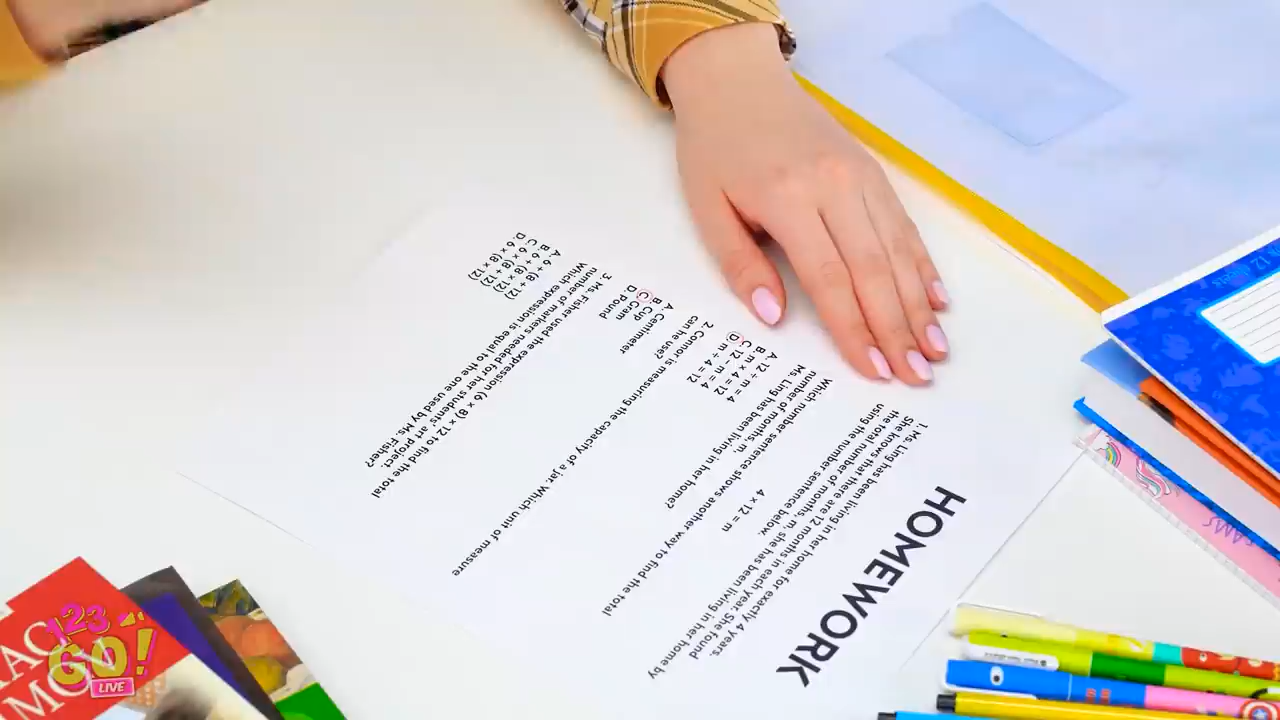 HOMEWORK
1. Ms. Ling has been living in her home for exactly 4 years.
She knows that there are 12 months in each year. She found
the total number of months, m, she has been living in her home by
using the number sentence below.
4 x 12 = m
Which number sentence shows another way to find the total
number of months, m,
Ms. Ling has been living in her home?
A. 12 ÷ m = 4
B. m x 4 = 12
C. 12 − m = 4
D. m ÷ 4 = 12
2. Connor is measuring the capacity of a jar. Which unit of measure
can he use?
A. Centimeter
B. Cup
C. Gram
D. Pound
3. Ms. Fisher used the expression (6 x 8) x 12 to find the total
number of markers needed for her students' art project.
Which expression is equal to the one used by Ms. Fisher?
A. 6 + (8 + 12)
B. 6 + (8 x 12)
C. 6 x (8 + 12)
D. 6 x (8 x 12)
123
GO!
LIVE